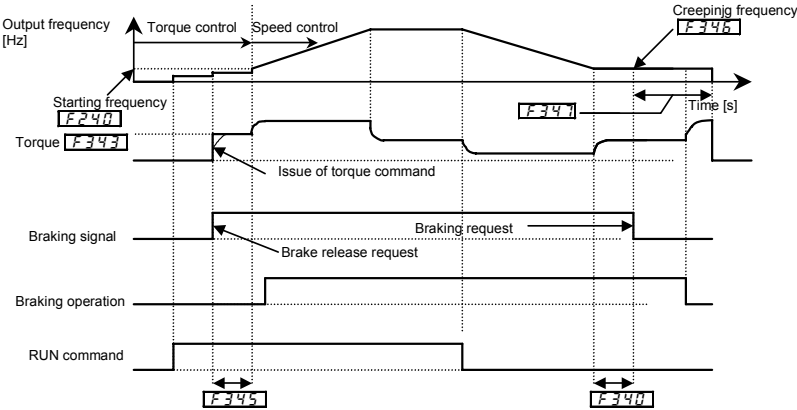 Output frequency
[Hz]
Torque control
Speed control
Creepinjg frequency
F346
Starting frequency
F240
F347
Time [s]
Torque F343
Issue of torque command
Braking signal
Braking request
Brake release request
Braking operation
RUN command
F345
F340